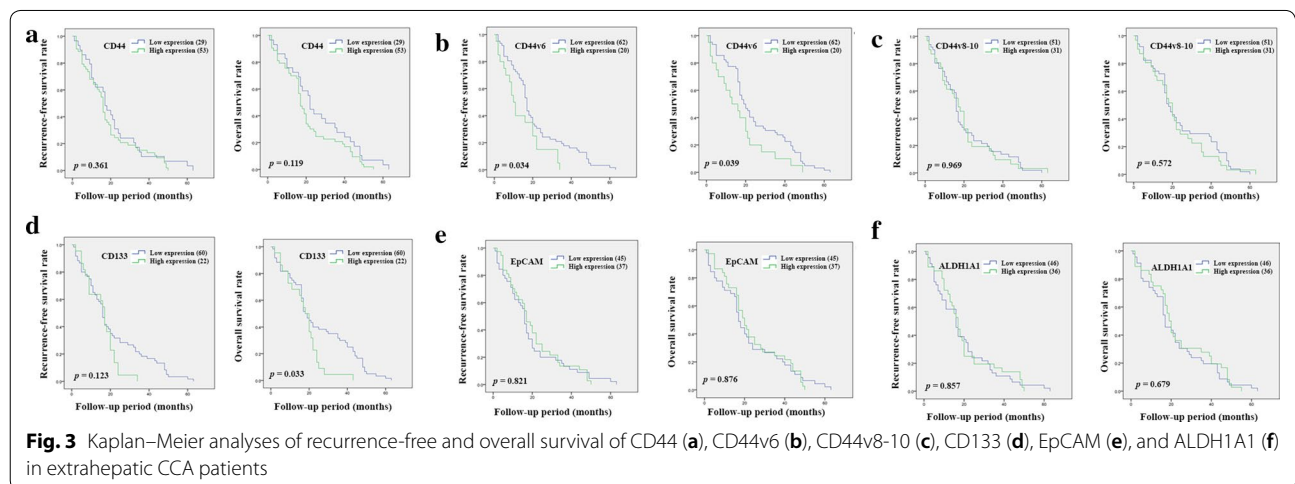 a
CD44
Low expression (29)
High expression (53)
Recurrence-free survival rate
p = 0.361
Follow-up period (months)
CD44
Low expression (29)
High expression (53)
Overall survival rate
p = 0.119
Follow-up period (months)
b
CD44v6
Low expression (62)
High expression (20)
Recurrence-free survival rate
p = 0.034
Follow-up period (months)
CD44v6
Low expression (62)
High expression (20)
Overall survival rate
p = 0.039
Follow-up period (months)
c
CD44v8-10
Low expression (51)
High expression (31)
Recurrence-free survival rate
p = 0.969
Follow-up period (months)
CD44v8-10
Low expression (51)
High expression (31)
Overall survival rate
p = 0.572
Follow-up period (months)
d
CD133
Low expression (60)
High expression (22)
Recurrence-free survival rate
p = 0.123
Follow-up period (months)
CD133
Low expression (60)
High expression (22)
Overall survival rate
p = 0.033
Follow-up period (months)
e
EpCAM
Low expression (45)
High expression (37)
Recurrence-free survival rate
p = 0.821
Follow-up period (months)
EpCAM
Low expression (45)
High expression (37)
Overall survival rate
p = 0.876
Follow-up period (months)
f
ALDH1A1
Low expression (46)
High expression (36)
Recurrence-free survival rate
p = 0.857
Follow-up period (months)
ALDH1A1
Low expression (46)
High expression (36)
Overall survival
p = 0.679
Follow-up period (months)
Fig. 3 Kaplan–Meier analyses of recurrence-free and overall survival of CD44 (a), CD44v6 (b), CD44v8-10 (c), CD133 (d), EpCAM (e), and ALDH1A1 (f)
in extrahepatic CCA patients